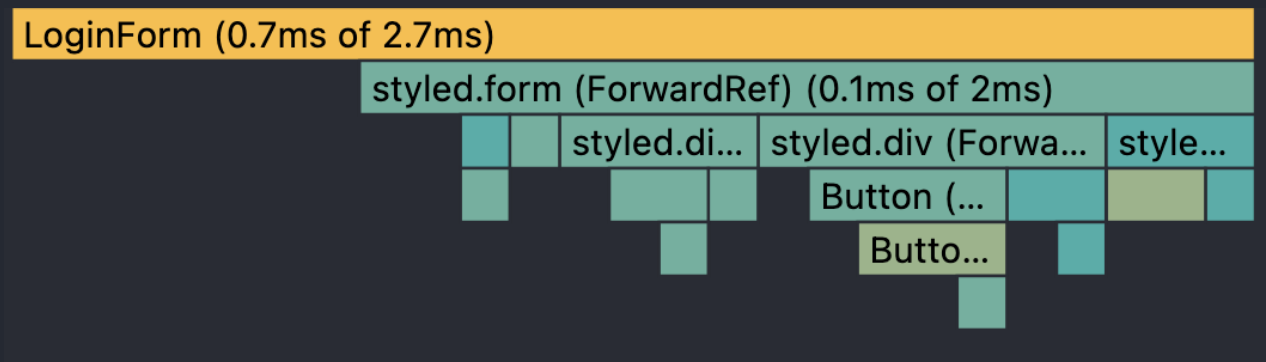 LoginForm (0.7ms of 2.7ms)
styled.form (ForwardRef) (0.1ms of 2ms)
styled.di... styled.div (Forwa... style...
Button (...
Butto...